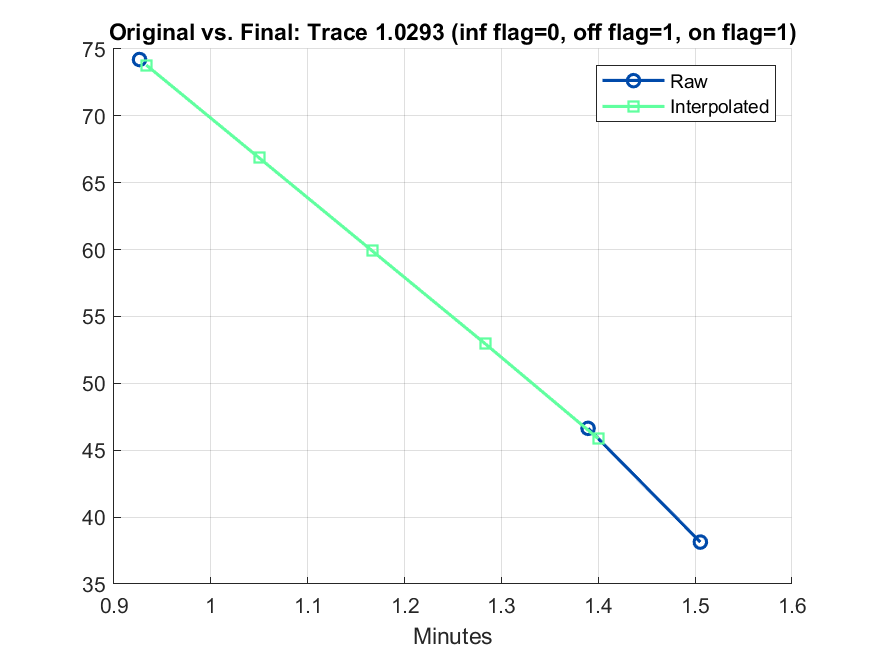 Original vs. Final: Trace 1.0293 (inf flag=0, off flag=1, on flag=1)
75
70
65
60
55
50
45
40
35
Raw
Interpolated
0.9 1 1.1 1.2 1.3 1.4 1.5 1.6
Minutes